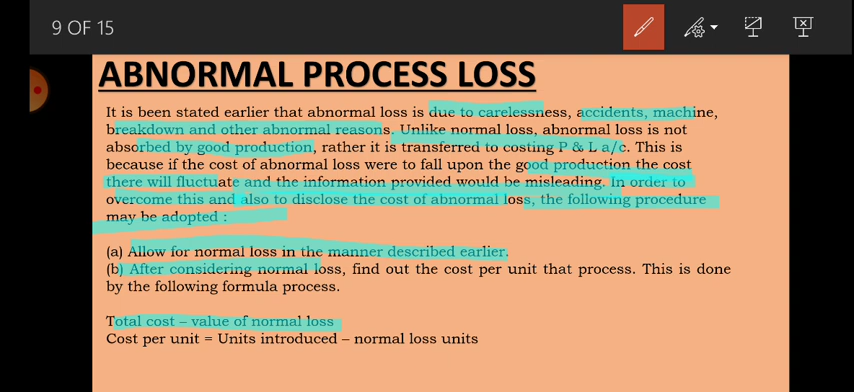 9 OF 15
ABNORMAL PROCESS LOSS
It is been stated earlier that abnormal loss is due to carelessness, accidents, machine,
breakdown and other abnormal reasons. Unlike normal loss, abnormal loss is not
absorbed by good production, rather it is transferred to costing P & L a/c. This is
because if the cost of abnormal loss were to fall upon the good production the cost
there will fluctuate and the information provided would be misleading. In order to
overcome this and also to disclose the cost of abnormal loss, the following procedure
may be adopted :
(a) Allow for normal loss in the manner described earlier.
(b) After considering normal loss, find out the cost per unit that process. This is done
by the following formula process.
Total cost – value of normal loss
Cost per unit = Units introduced – normal loss units